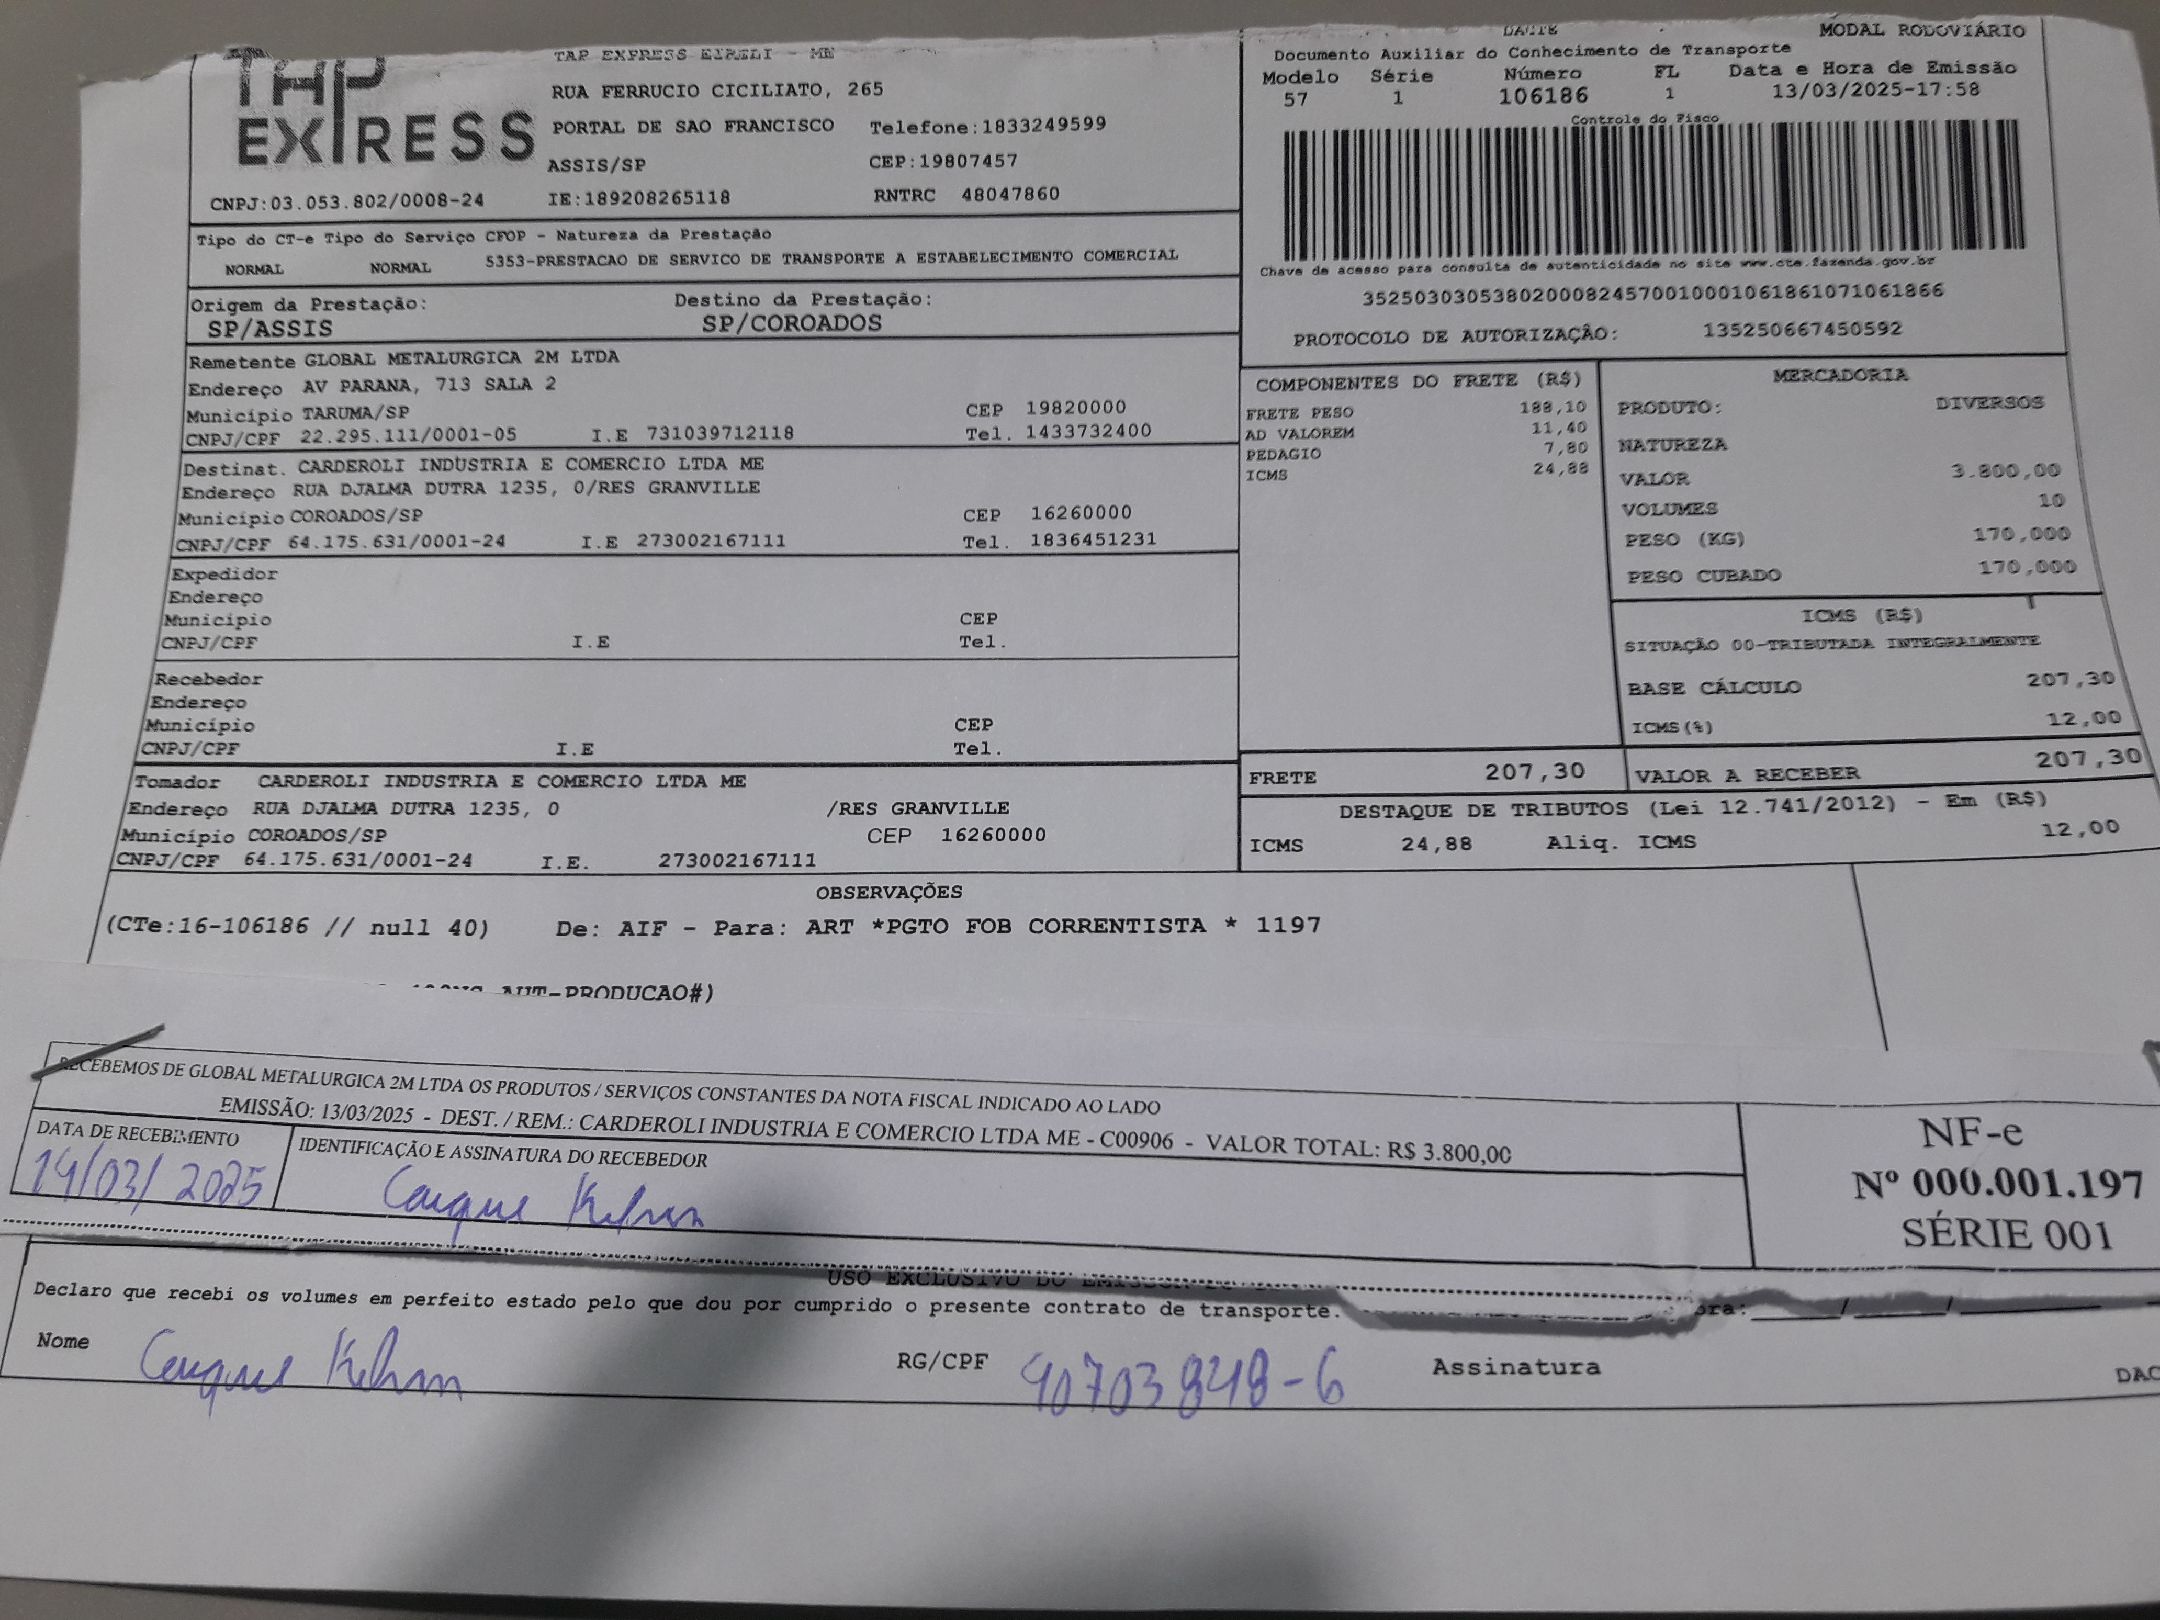 TAP EXPRESS
TAP EXPRESS EIRELI - ME
RUA FERRUCIO CICILIATO, 265
PORTAL DE SAO FRANCISCO Telefone:1833249599
ASSIS/SP CEP:19807457
CNPJ:03.053.802/0008-24 IE:189208265118 RNTRC 48047860
DACTE MODAL RODOVIÁRIO
Documento Auxiliar do Conhecimento de Transporte
Modelo Série Número FL Data e Hora de Emissão
57 1 106186 1 13/03/2025-17:58
Controle do Fisco
Chave de acesso para consulta de autenticidade no site www.cte.fazenda.gov.br
35250303053802000824570010001061861071061866
PROTOCOLO DE AUTORIZAÇÃO: 135250667450592
Tipo do CT-e Tipo do Serviço CFOP - Natureza da Prestação
NORMAL NORMAL 5353-PRESTACAO DE SERVICO DE TRANSPORTE A ESTABELECIMENTO COMERCIAL
Origem da Prestação: Destino da Prestação:
SP/ASSIS SP/COROADOS
Remetente GLOBAL METALURGICA 2M LTDA
Endereço AV PARANA, 713 SALA 2
Município TARUMA/SP CEP 19820000
CNPJ/CPF 22.295.111/0001-05 I.E 731039712118 Tel. 1433732400
Destinat. CARDEROLI INDUSTRIA E COMERCIO LTDA ME
Endereço RUA DJALMA DUTRA 1235, 0/RES GRANVILLE
Município COROADOS/SP CEP 16260000
CNPJ/CPF 64.175.631/0001-24 I.E 273002167111 Tel. 1836451231
Expedidor
Endereço
Município CEP
CNPJ/CPF I.E Tel.
Recebedor
Endereço
Município CEP
CNPJ/CPF I.E Tel.
Tomador CARDEROLI INDUSTRIA E COMERCIO LTDA ME
Endereço RUA DJALMA DUTRA 1235, 0 /RES GRANVILLE
Município COROADOS/SP CEP 16260000
CNPJ/CPF 64.175.631/0001-24 I.E. 273002167111
COMPONENTES DO FRETE (R$)
FRETE PESO 188,10
AD VALOREM 11,40
PEDAGIO 7,80
ICMS 24,88
MERCADORIA
PRODUTO: DIVERSOS
NATUREZA
VALOR 3.800,00
VOLUMES 10
PESO (KG) 170,000
PESO CUBADO 170,000
ICMS (R$)
SITUAÇÃO 00-TRIBUTADA INTEGRALMENTE
BASE CÁLCULO 207,30
ICMS(%) 12,00
FRETE 207,30 VALOR A RECEBER 207,30
DESTAQUE DE TRIBUTOS (Lei 12.741/2012) - Em (R$)
ICMS 24,88 Aliq. ICMS 12,00
OBSERVAÇÕES
(CTe:16-106186 // null 40) De: AIF - Para: ART *PGTO FOB CORRENTISTA * 1197
AUT-PRODUCAO#)
RECEBEMOS DE GLOBAL METALURGICA 2M LTDA OS PRODUTOS / SERVIÇOS CONSTANTES DA NOTA FISCAL INDICADO AO LADO
EMISSÃO: 13/03/2025 - DEST. / REM.: CARDEROLI INDUSTRIA E COMERCIO LTDA ME - C00906 - VALOR TOTAL: R$ 3.800,00
DATA DE RECEBIMENTO IDENTIFICAÇÃO E ASSINATURA DO RECEBEDOR
14/03/2025
NF-e
Nº 000.001.197
SÉRIE 001
USO EXCLUSIVO DO
Declaro que recebi os volumes em perfeito estado pelo que dou por cumprido o presente contrato de transporte.
Nome RG/CPF 40703848-6 Assinatura